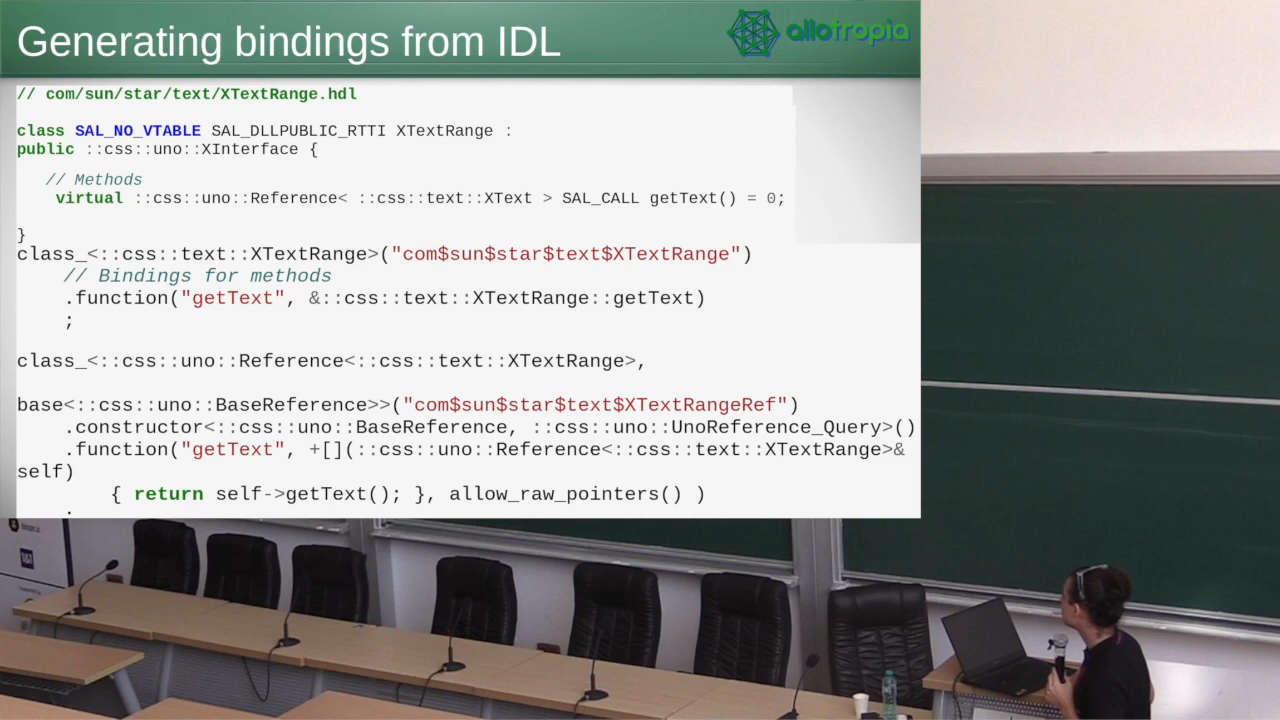 Generating bindings from IDL
allotropia
// com/sun/star/text/XTextRange.hdl
class SAL_NO_VTABLE SAL_DLLPUBLIC_RTTI XTextRange :
public ::css::uno::XInterface {
// Methods
virtual ::css::uno::Reference< ::css::text::XText > SAL_CALL getText() = 0;
}
class_<::css::text::XTextRange>("com$sun$star$text$XTextRange")
// Bindings for methods
.function("getText", &::css::text::XTextRange::getText)
;
class_<::css::uno::Reference<::css::text::XTextRange>,
base<::css::uno::BaseReference>>("com$sun$star$text$XTextRangeRef")
.constructor<::css::uno::BaseReference, ::css::uno::UnoReference_Query>()
.function("getText", +[](::css::uno::Reference<::css::text::XTextRange>&
self)
{ return self->getText(); }, allow_raw_pointers() )